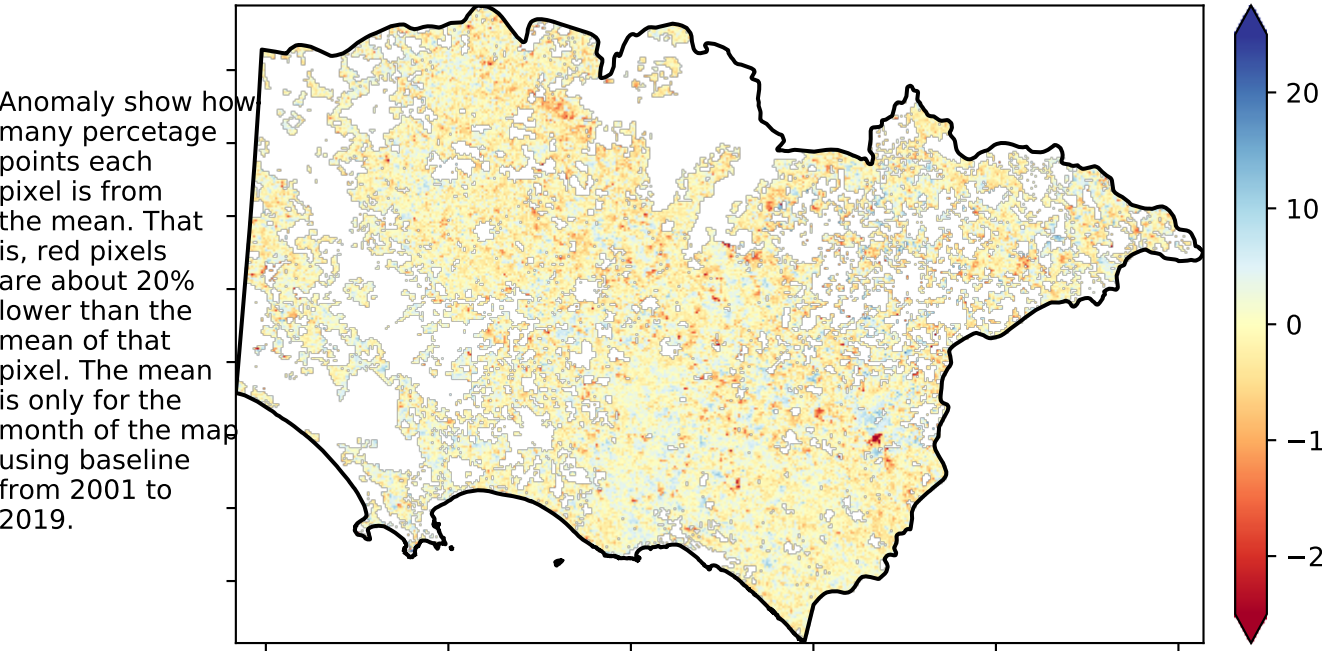 Anomaly show how
many percetage
points each
pixel is from
the mean. That
is, red pixels
are about 20%
lower than the
mean of that
pixel. The mean
is only for the
month of the map
using baseline
from 2001 to
2019.
20
10
0
−1
−2